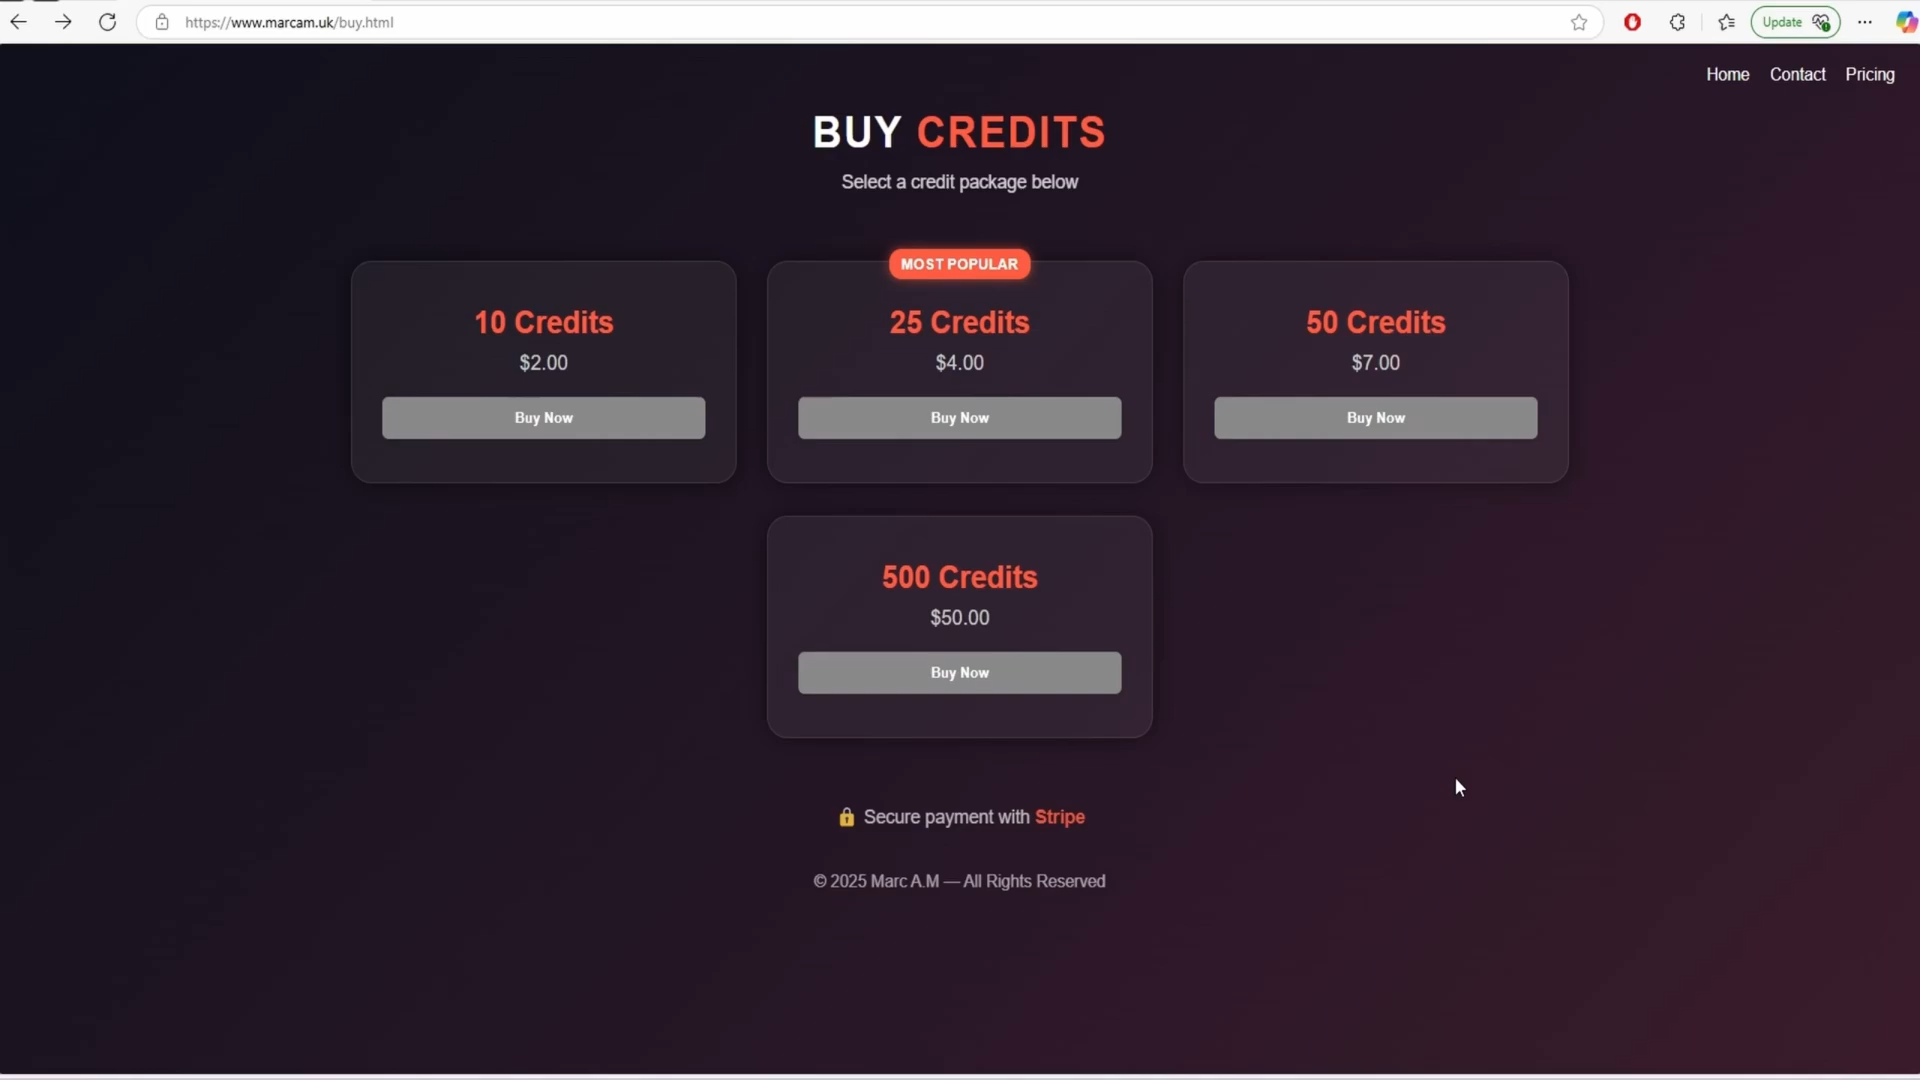 https://www.marcam.uk/buy.html
Update
Home Contact Pricing
BUY CREDITS
Select a credit package below
MOST POPULAR
10 Credits
$2.00
Buy Now
25 Credits
$4.00
Buy Now
50 Credits
$7.00
Buy Now
500 Credits
$50.00
Buy Now
Secure payment with Stripe
© 2025 Marc A.M — All Rights Reserved